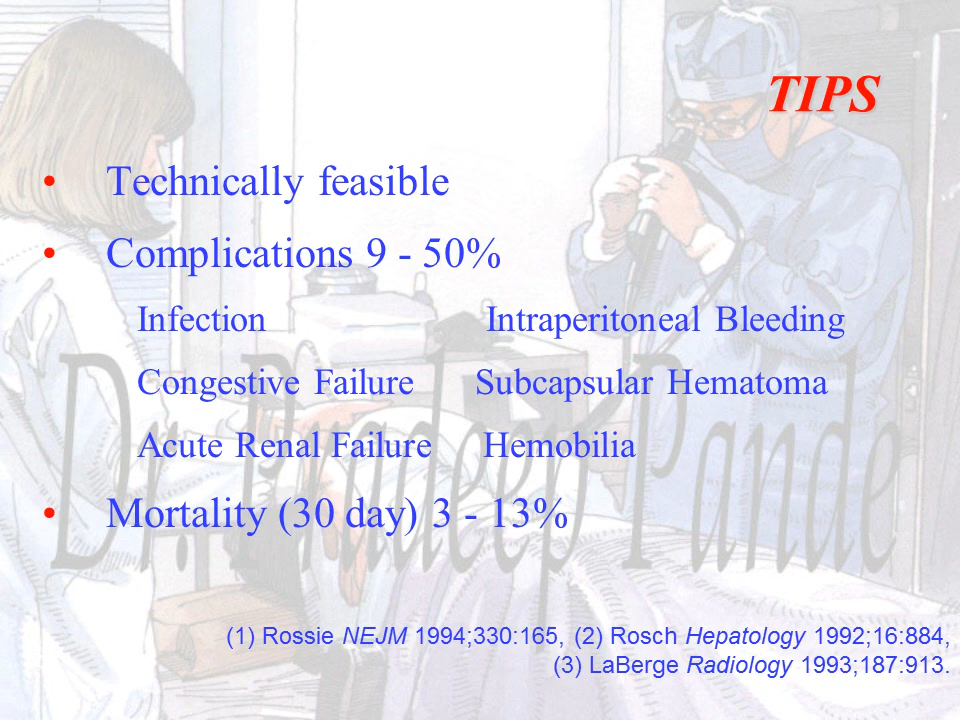 TIPS
• Technically feasible
• Complications 9 - 50%
Infection Intraperitoneal Bleeding
Congestive Failure Subcapsular Hematoma
Acute Renal Failure Hemobilia
• Mortality (30 day) 3 - 13%
Dr. Pradeep Pande
(1) Rossie NEJM 1994;330:165, (2) Rosch Hepatology 1992;16:884,
(3) LaBerge Radiology 1993;187:913.